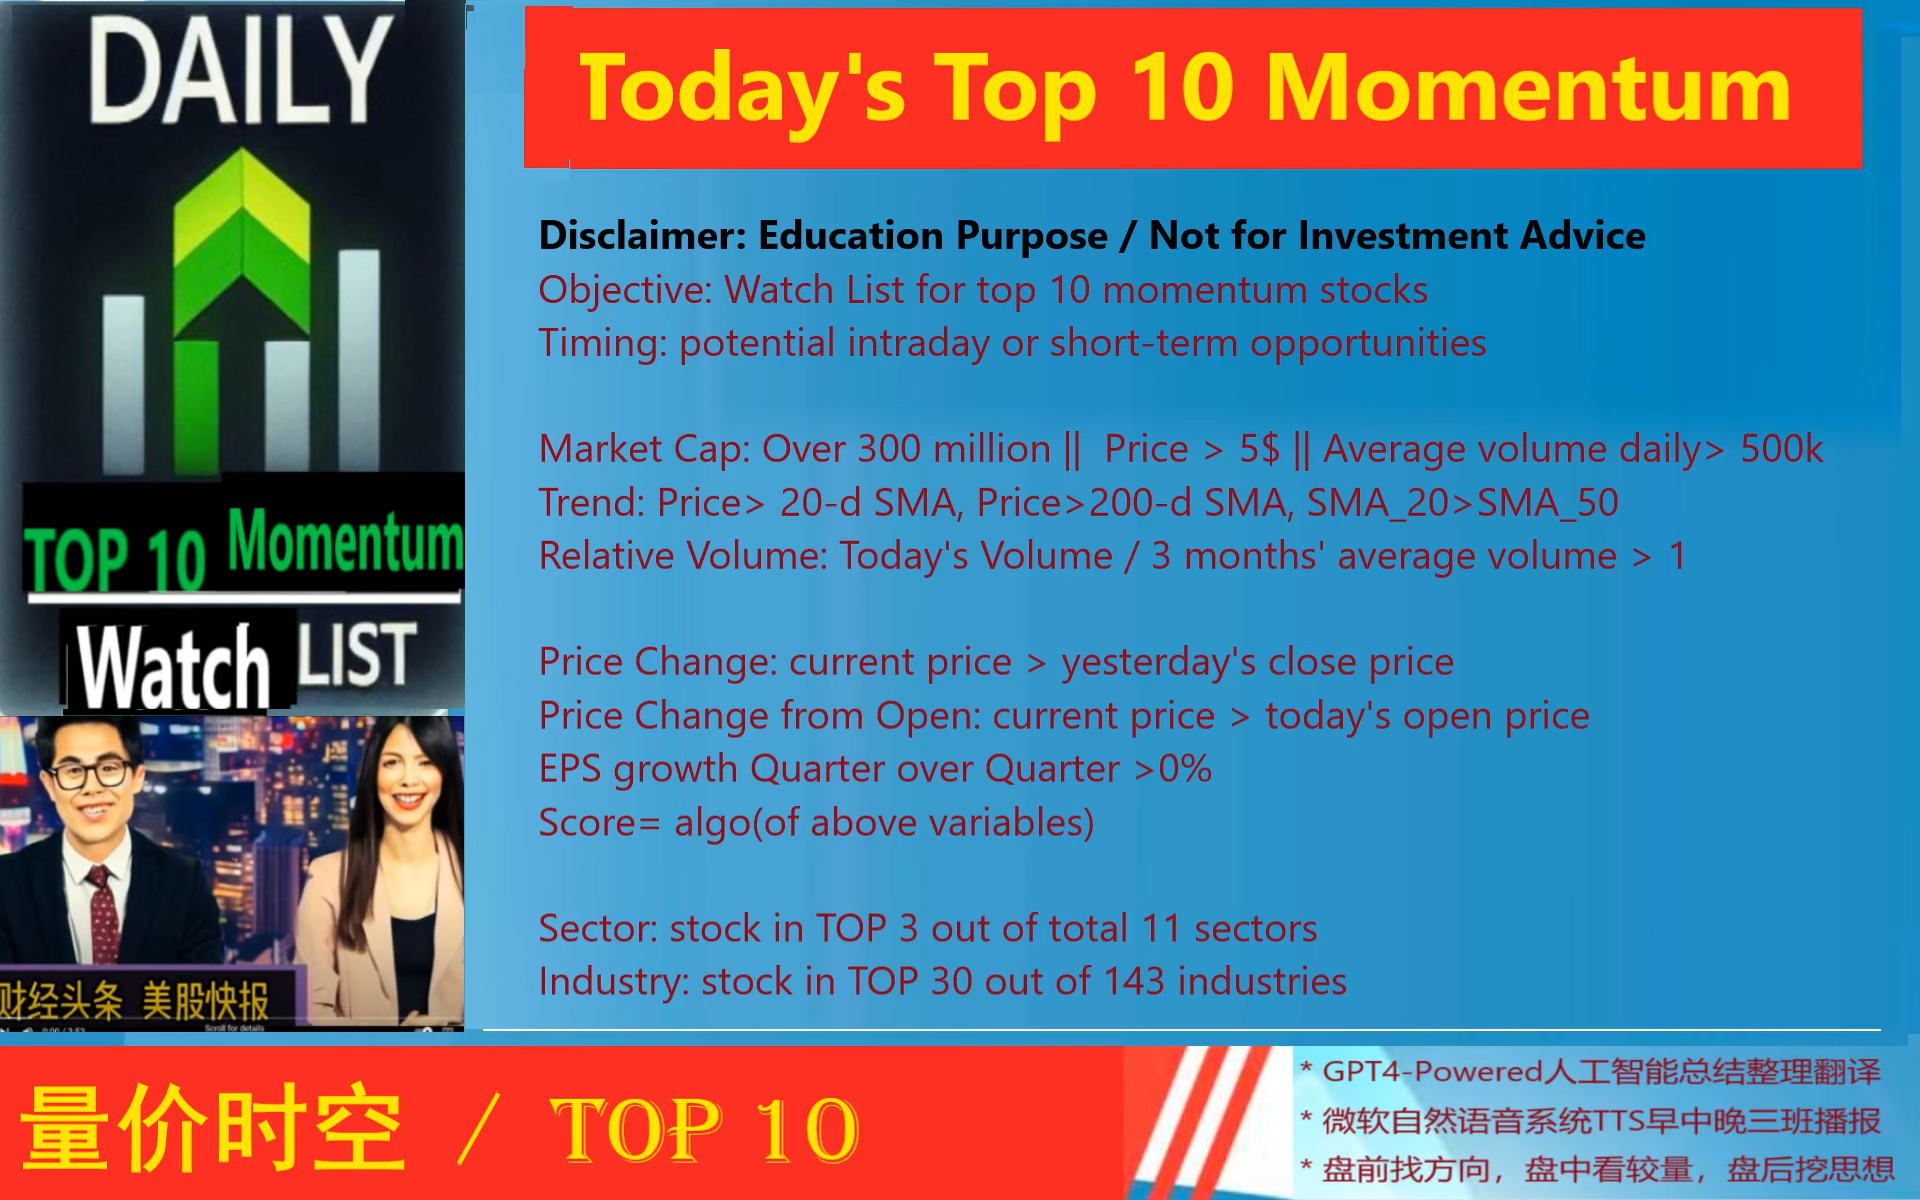 DAILY
TOP 10 Momentum
Watch LIST
财经头条 美股快报
Scroll for details
Today's Top 10 Momentum
Disclaimer: Education Purpose / Not for Investment Advice
Objective: Watch List for top 10 momentum stocks
Timing: potential intraday or short-term opportunities
Market Cap: Over 300 million || Price > 5$ || Average volume daily> 500k
Trend: Price> 20-d SMA, Price>200-d SMA, SMA_20>SMA_50
Relative Volume: Today's Volume / 3 months' average volume > 1
Price Change: current price > yesterday's close price
Price Change from Open: current price > today's open price
EPS growth Quarter over Quarter >0%
Score= algo(of above variables)
Sector: stock in TOP 3 out of total 11 sectors
Industry: stock in TOP 30 out of 143 industries
量价时空 / TOP 10
* GPT4-Powered人工智能总结整理翻译
* 微软自然语音系统TTS早中晚三班播报
* 盘前找方向，盘中看较量，盘后挖思想